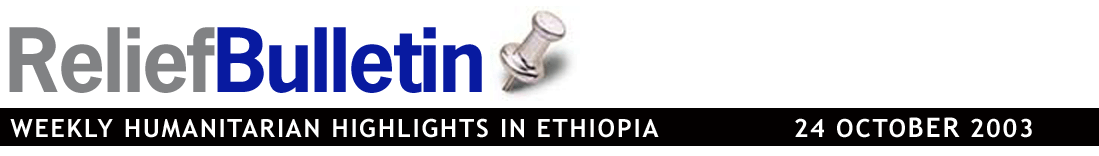 ReliefBulletin
WEEKLY HUMANITARIAN HIGHLIGHTS IN ETHIOPIA 24 OCTOBER 2003